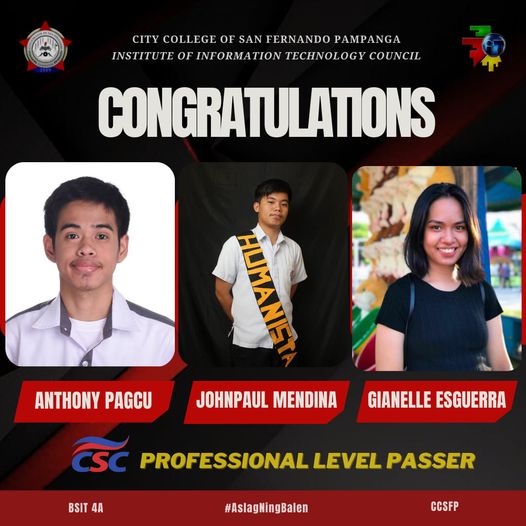 CITY COLLEGE OF SAN FERNANDO PAMPANGA
INSTITUTE OF INFORMATION TECHNOLOGY COUNCIL
CONGRATULATIONS
HUMANISTA
ANTHONY PAGCU
JOHNPAUL MENDINA
GIANELLE ESGUERRA
CSC
PROFESSIONAL LEVEL PASSER
BSIT 4A
#AslagNingBalen
CCSFP